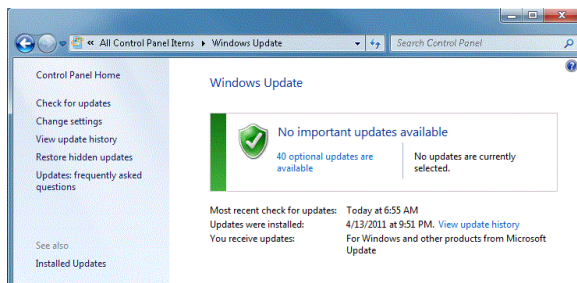 « All Control Panel Items ▸ Windows Update
Search Control Panel
Control Panel Home
Check for updates
Change settings
View update history
Restore hidden updates
Updates: frequently asked
questions
See also
Installed Updates
Windows Update
No important updates available
40 optional updates are
available
No updates are currently
selected.
Most recent check for updates: Today at 6:55 AM
Updates were installed: 4/13/2011 at 9:51 PM. View update history
You receive updates: For Windows and other products from Microsoft
Update